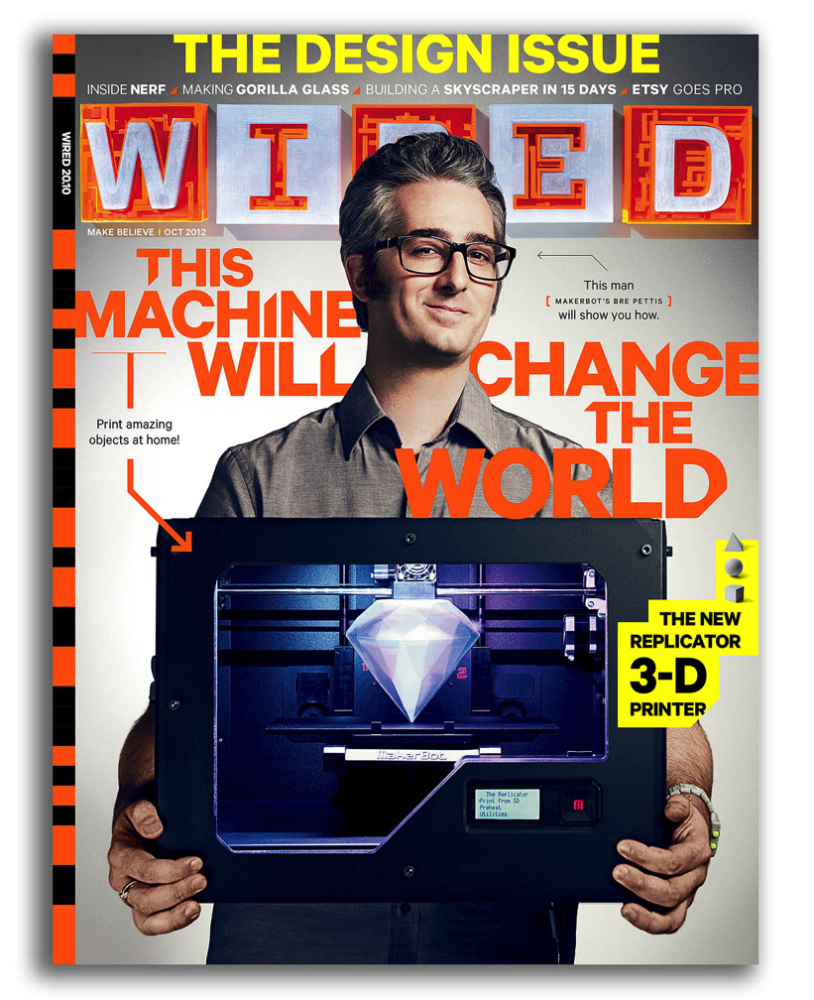 THE DESIGN ISSUE
INSIDE NERF MAKING GORILLA GLASS BUILDING A SKYSCRAPER IN 15 DAYS ETSY GOES PRO
WIRED 20.10
WIRED
MAKE BELIEVE | OCT 2012
THIS
MACHINE
WILL
CHANGE
THE
WORLD
This man
[ MAKERBOT'S BRE PETTIS ]
will show you how.
Print amazing
objects at home!
THE NEW
REPLICATOR
3-D
PRINTER
2
MakerBot
The Replicator
Print from SD
Preheat
Utilities
M